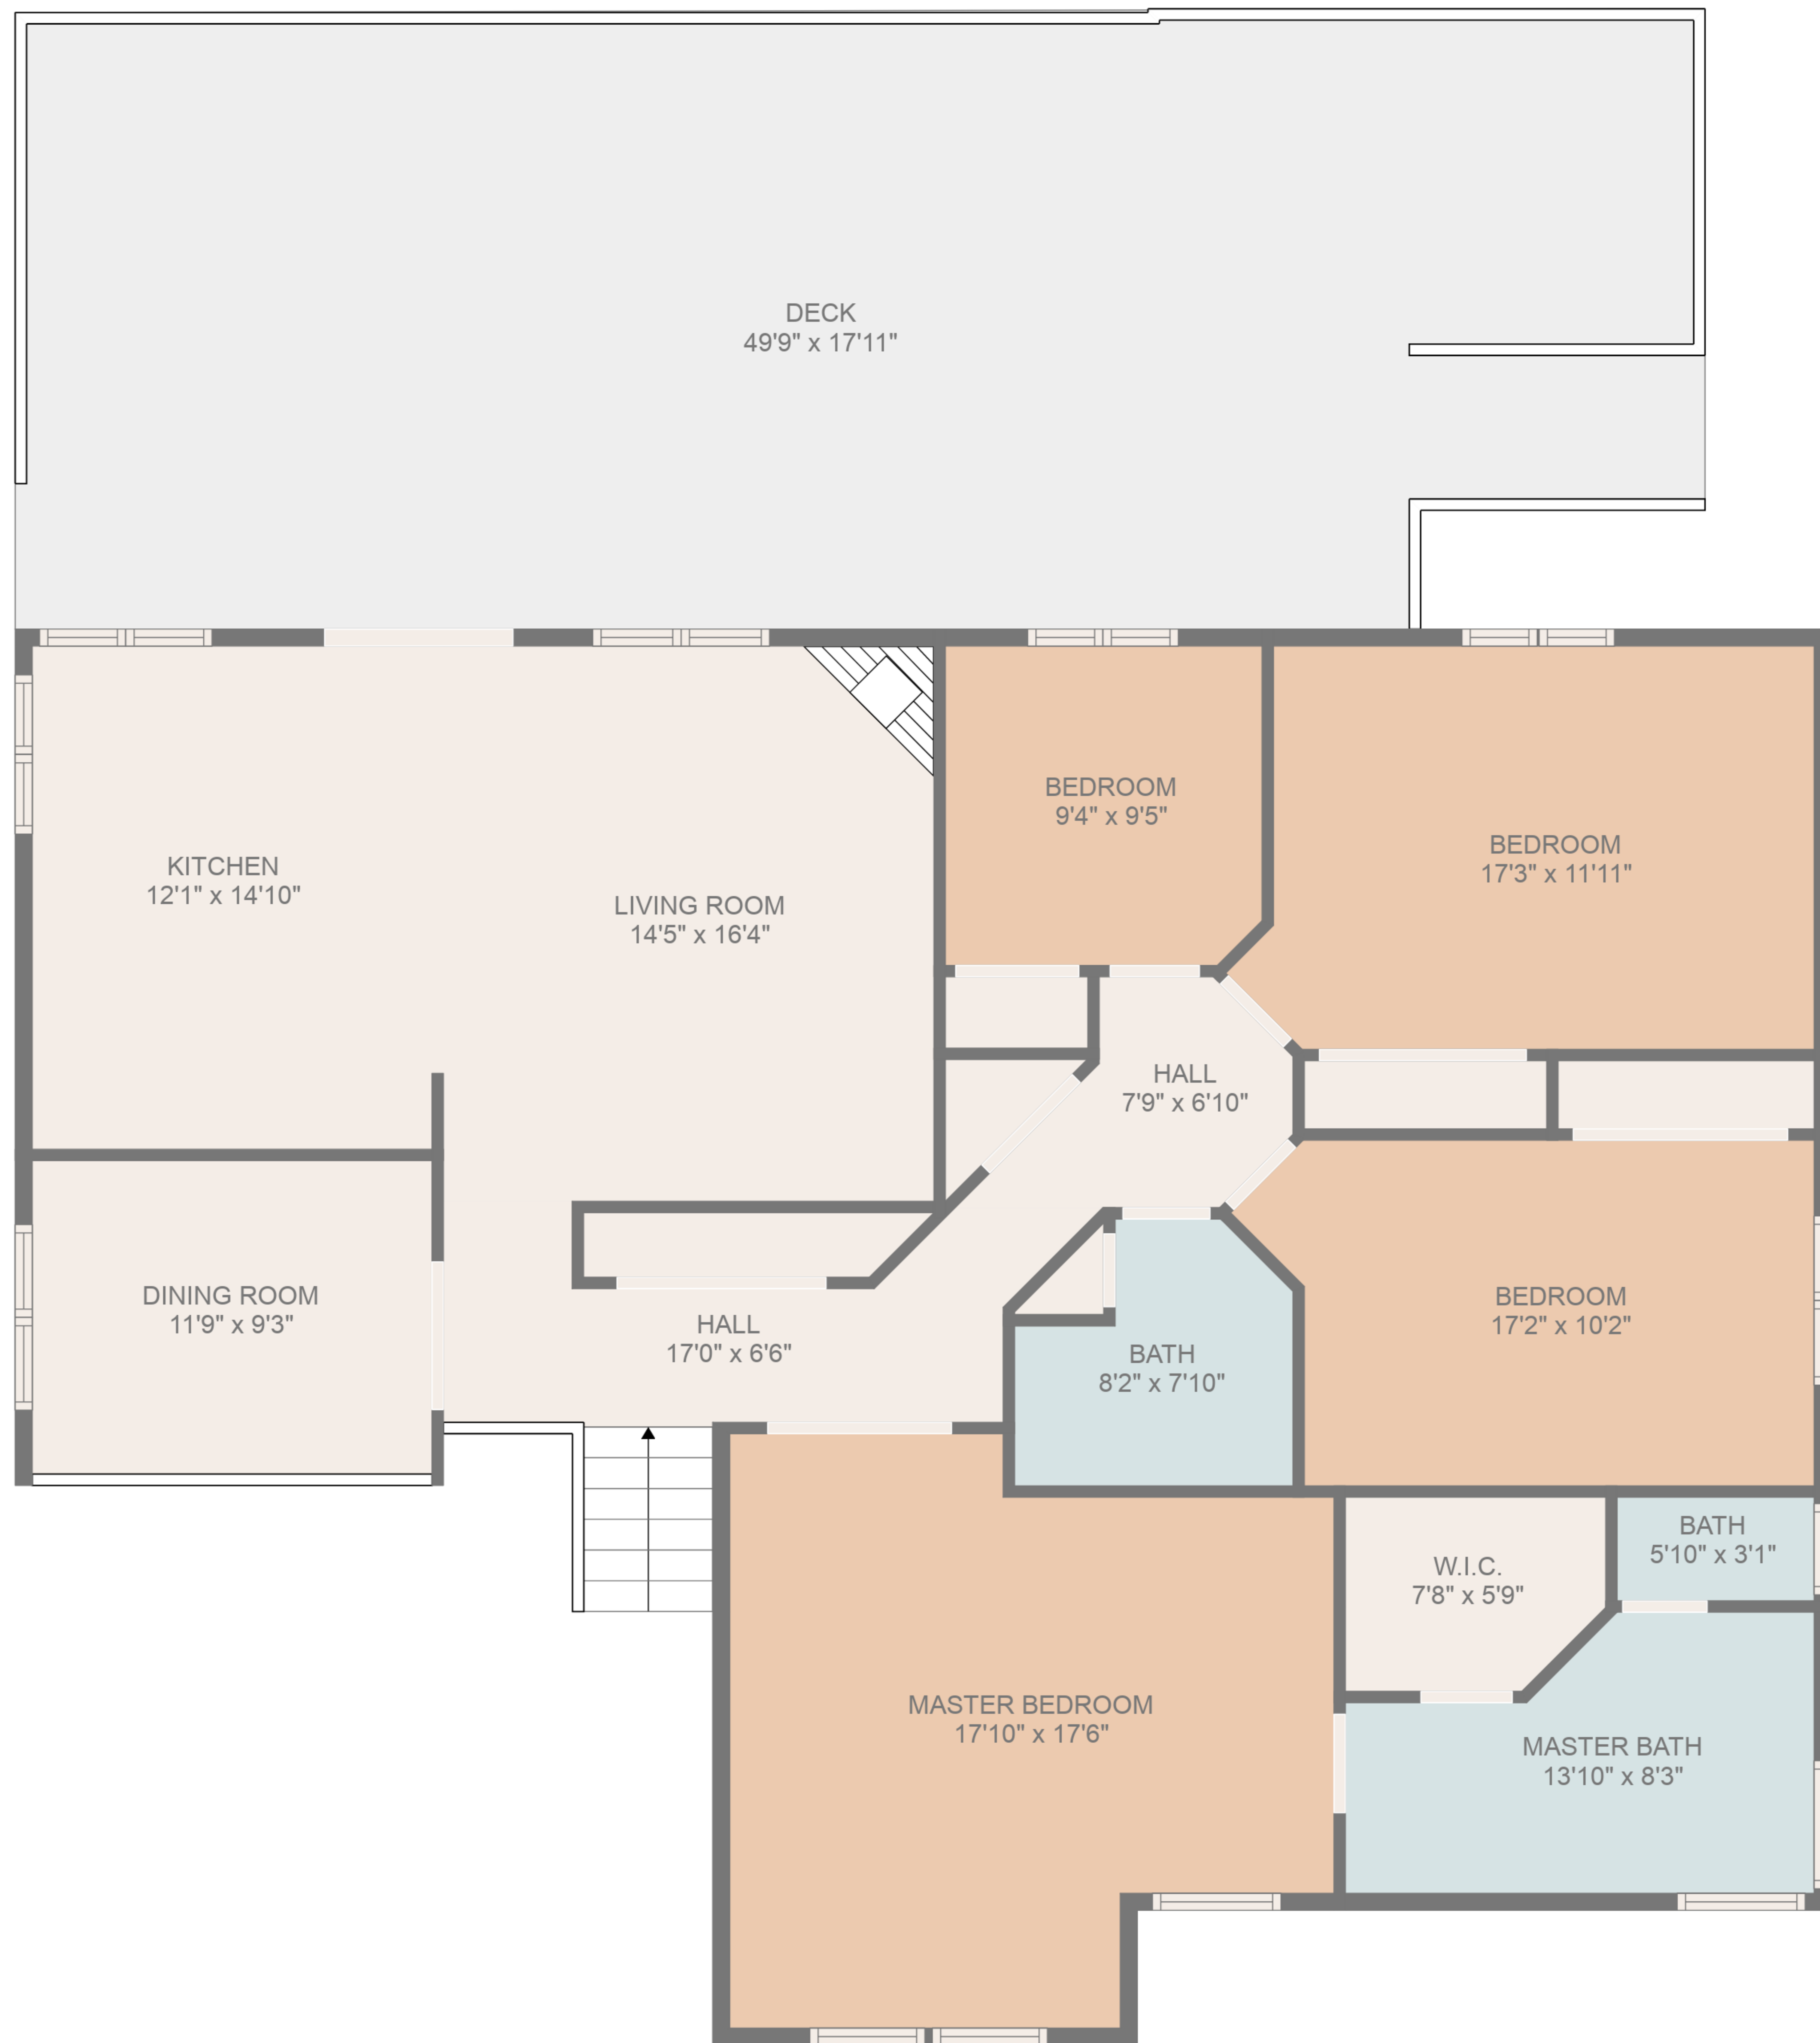 DECK
49'9" x 17'11"
BEDROOM
9'4" x 9'5"
BEDROOM
17'3" x 11'11"
KITCHEN
12'1" x 14'10"
LIVING ROOM
14'5" x 16'4"
HALL
7'9" x 6'10"
DINING ROOM
11'9" x 9'3"
HALL
17'0" x 6'6"
BATH
8'2" x 7'10"
BEDROOM
17'2" x 10'2"
BATH
5'10" x 3'1"
W.I.C.
7'8" x 5'9"
MASTER BEDROOM
17'10" x 17'6"
MASTER BATH
13'10" x 8'3"